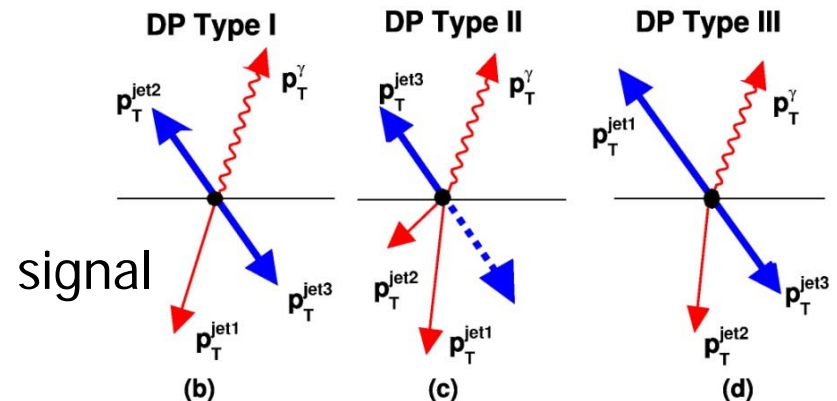 DP Type I
DP Type II
DP Type III
p_T^jet2
p_T^γ
p_T^jet3
p_T^γ
p_T^jet1
p_T^γ
signal
p_T^jet1
p_T^jet3
p_T^jet2
p_T^jet1
p_T^jet2
p_T^jet3
(b)
(c)
(d)